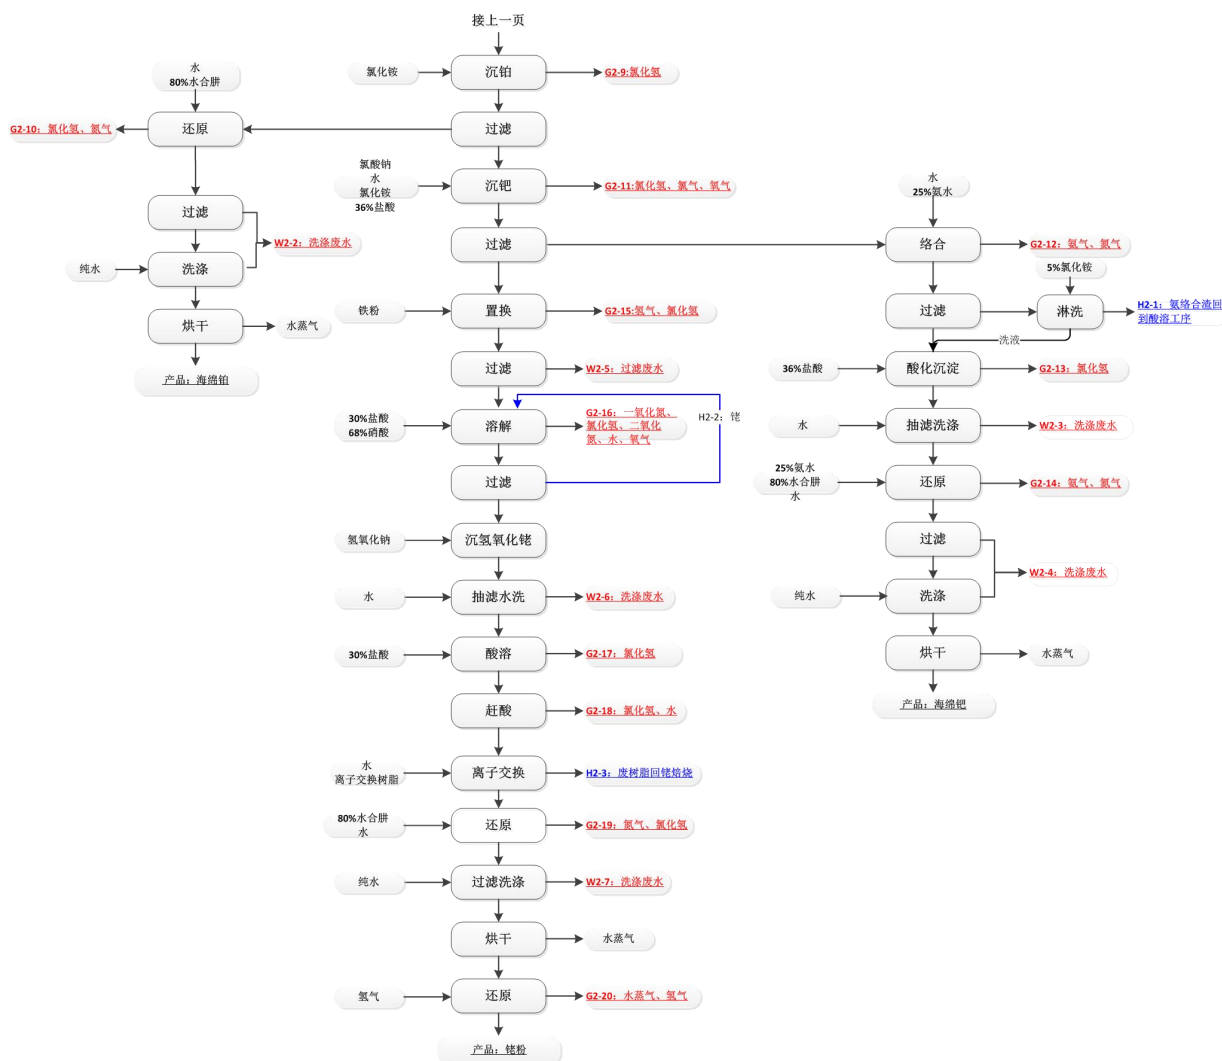 接上一页
氯化铵
沉铂
G2-9:氯化氢
水
80%水合肼
G2-10：氯化氢、氮气
还原
过滤
过滤
洗涤
纯水
W2-2：洗涤废水
烘干
水蒸气
产品：海绵铂
氯酸钠
水
氯化铵
36%盐酸
沉钯
G2-11:氯化氢、氯气、氧气
过滤
铁粉
置换
G2-15:氢气、氯化氢
过滤
W2-5：过滤废水
30%盐酸
68%硝酸
溶解
G2-16：一氧化氮、
氯化氢、二氧化
氮、水、氧气
H2-2：铑
过滤
氢氧化钠
沉氢氧化铑
水
抽滤水洗
W2-6：洗涤废水
30%盐酸
酸溶
G2-17：氯化氢
赶酸
G2-18：氯化氢、水
水
离子交换树脂
离子交换
H2-3：废树脂回铑焙烧
80%水合肼
水
还原
G2-19：氮气、氯化氢
纯水
过滤洗涤
W2-7：洗涤废水
烘干
水蒸气
氢气
还原
G2-20：水蒸气、氢气
产品：铑粉
水
25%氨水
络合
G2-12：氨气、氮气
5%氯化铵
过滤
淋洗
H2-1：氨络合渣回
到酸溶工序
洗液
36%盐酸
酸化沉淀
G2-13：氯化氢
水
抽滤洗涤
W2-3：洗涤废水
25%氨水
80%水合肼
水
还原
G2-14：氨气、氮气
过滤
W2-4：洗涤废水
纯水
洗涤
烘干
水蒸气
产品：海绵钯